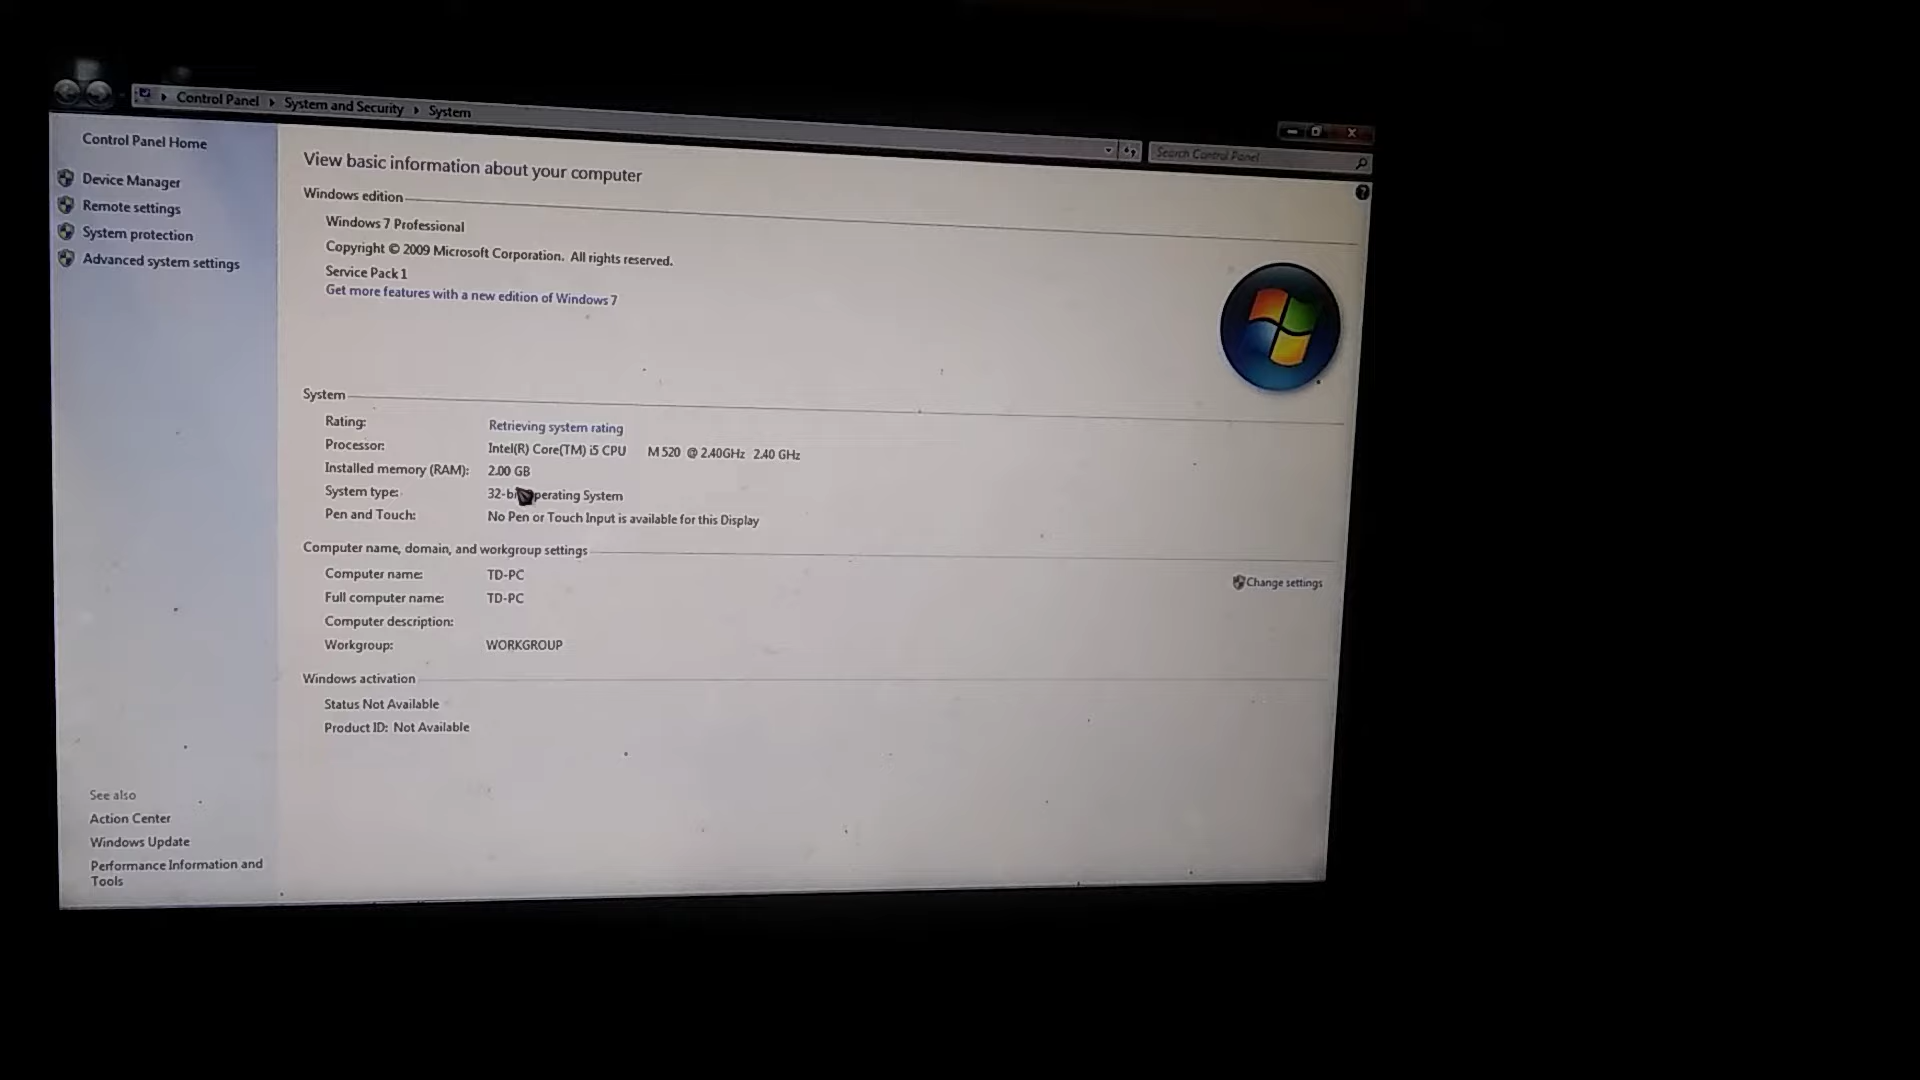 Control Panel
System and Security
System
Search Control Panel
Control Panel Home
Device Manager
Remote settings
System protection
Advanced system settings
View basic information about your computer
Windows edition
Windows 7 Professional
Copyright © 2009 Microsoft Corporation. All rights reserved.
Service Pack 1
Get more features with a new edition of Windows 7
System
Rating: Retrieving system rating
Processor: Intel(R) Core(TM) i5 CPU M 520 @ 2.40GHz 2.40 GHz
Installed memory (RAM): 2.00 GB
System type: 32-bit Operating System
Pen and Touch: No Pen or Touch Input is available for this Display
Computer name, domain, and workgroup settings
Computer name: TD-PC
Change settings
Full computer name: TD-PC
Computer description:
Workgroup: WORKGROUP
Windows activation
Status Not Available
Product ID: Not Available
See also
Action Center
Windows Update
Performance Information and
Tools